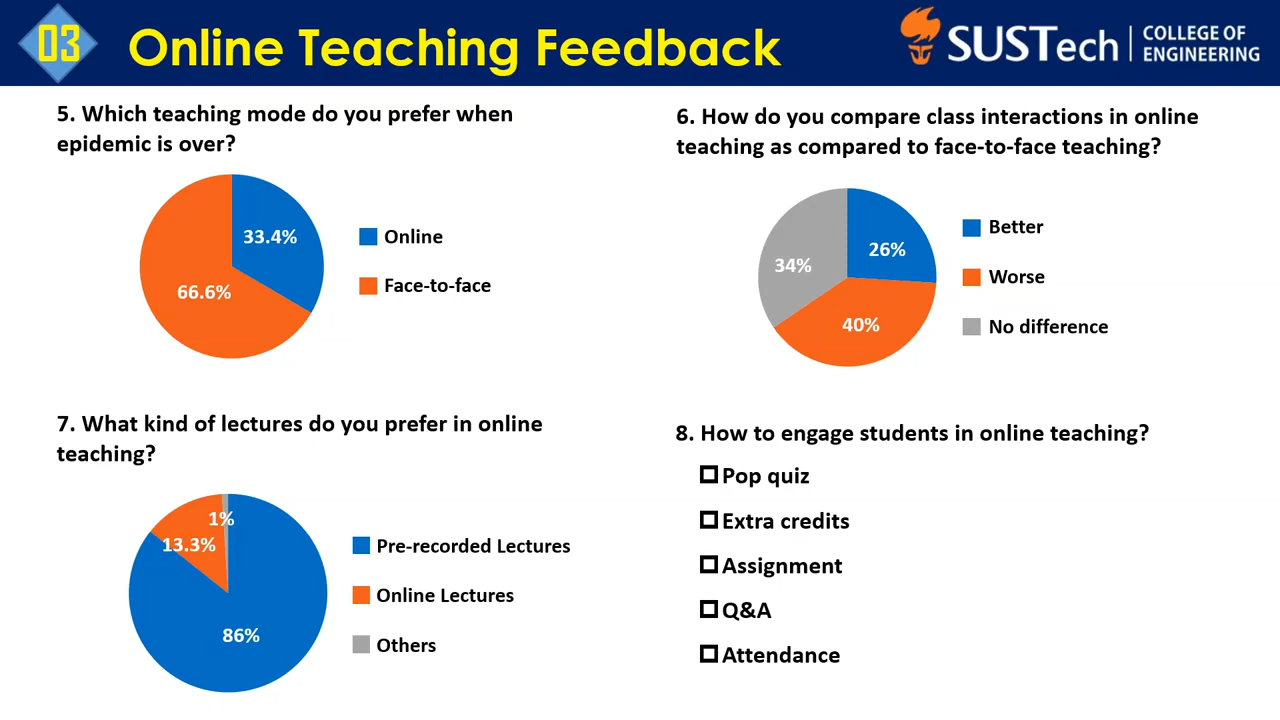 03
Online Teaching Feedback
SUSTech
COLLEGE OF
ENGINEERING
5. Which teaching mode do you prefer when
epidemic is over?
33.4%
66.6%
Online
Face-to-face
6. How do you compare class interactions in online
teaching as compared to face-to-face teaching?
26%
34%
40%
Better
Worse
No difference
7. What kind of lectures do you prefer in online
teaching?
1%
13.3%
86%
Pre-recorded Lectures
Online Lectures
Others
8. How to engage students in online teaching?
Pop quiz
Extra credits
Assignment
Q&A
Attendance